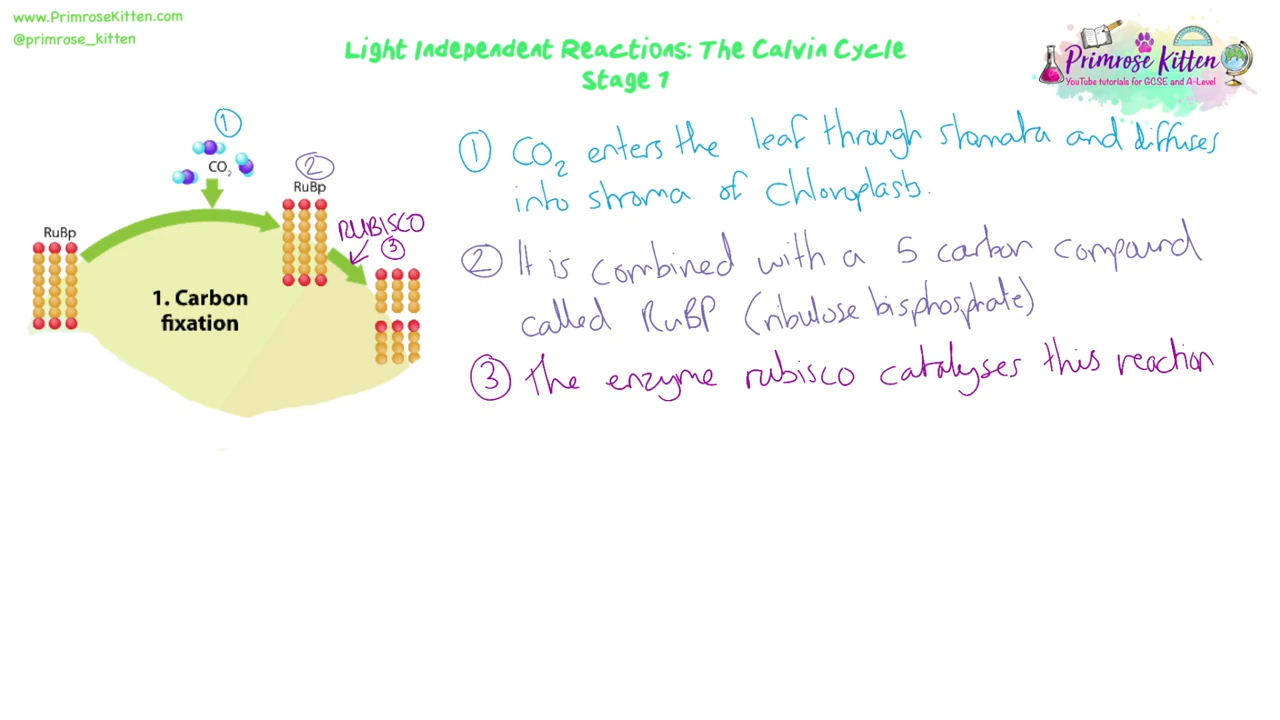 www.PrimroseKitten.com
@primrose_kitten
Light Independent Reactions: The Calvin Cycle
Stage 1
Primrose Kitten
YouTube tutorials for GCSE and A-Level
1
CO2
2
RuBp
RuBp
RUBISCO
3
1. Carbon
fixation
1 CO2 enters the leaf through stomata and diffuses
into stroma of Chloroplasts.
2 It is combined with a 5 carbon compound
called RuBP (ribulose bisphosphate)
3 The enzyme rubisco catalyses this reaction